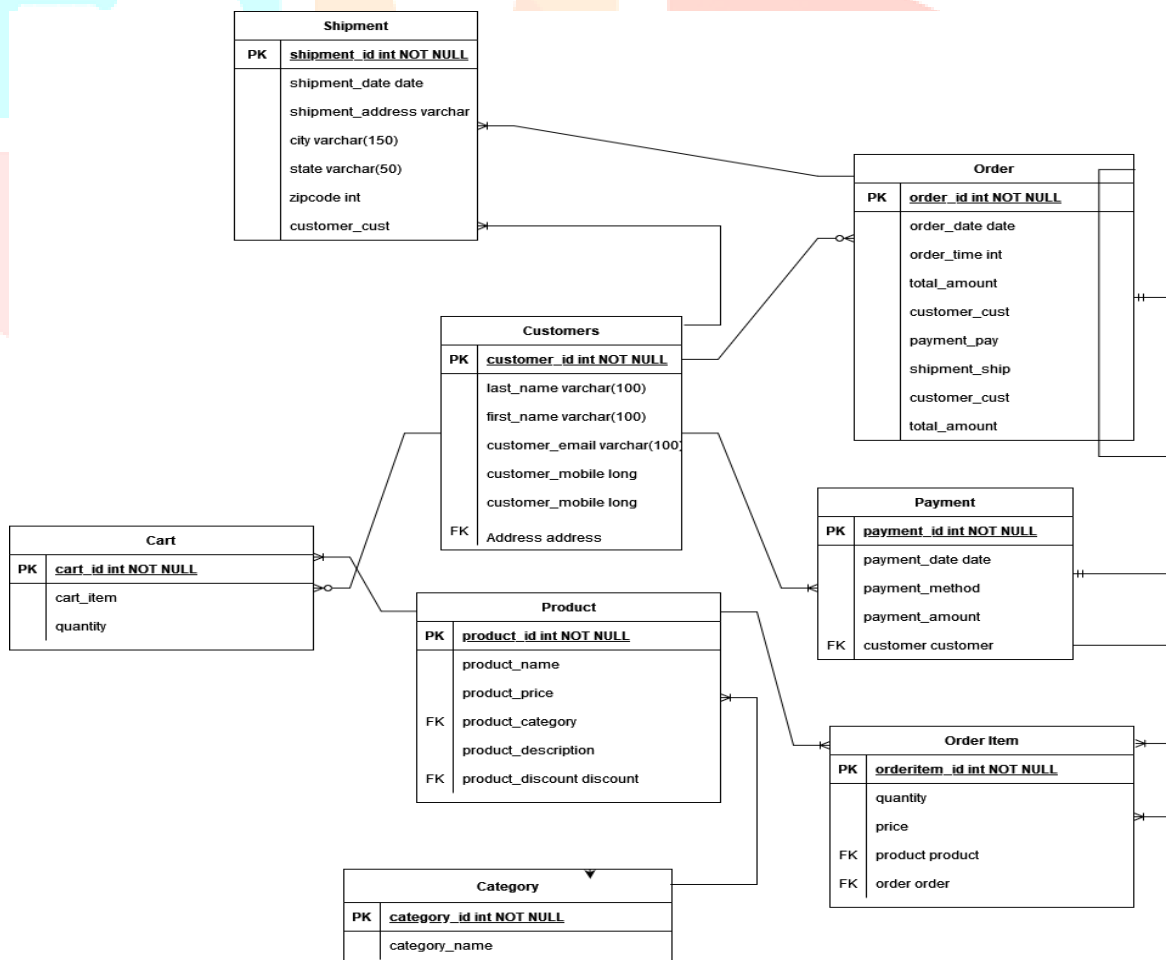 Shipment
PK shipment_id int NOT NULL
shipment_date date
shipment_address varchar
city varchar(150)
state varchar(50)
zipcode int
customer_cust
Order
PK order_id int NOT NULL
order_date date
order_time int
total_amount
customer_cust
payment_pay
shipment_ship
customer_cust
total_amount
Customers
PK customer_id int NOT NULL
last_name varchar(100)
first_name varchar(100)
customer_email varchar(100)
customer_mobile long
customer_mobile long
FK Address address
Payment
PK payment_id int NOT NULL
payment_date date
payment_method
payment_amount
FK customer customer
Cart
PK cart_id int NOT NULL
cart_item
quantity
Product
PK product_id int NOT NULL
product_name
product_price
FK product_category
product_description
FK product_discount discount
Order Item
PK orderitem_id int NOT NULL
quantity
price
FK product product
FK order order
Category
PK category_id int NOT NULL
category_name